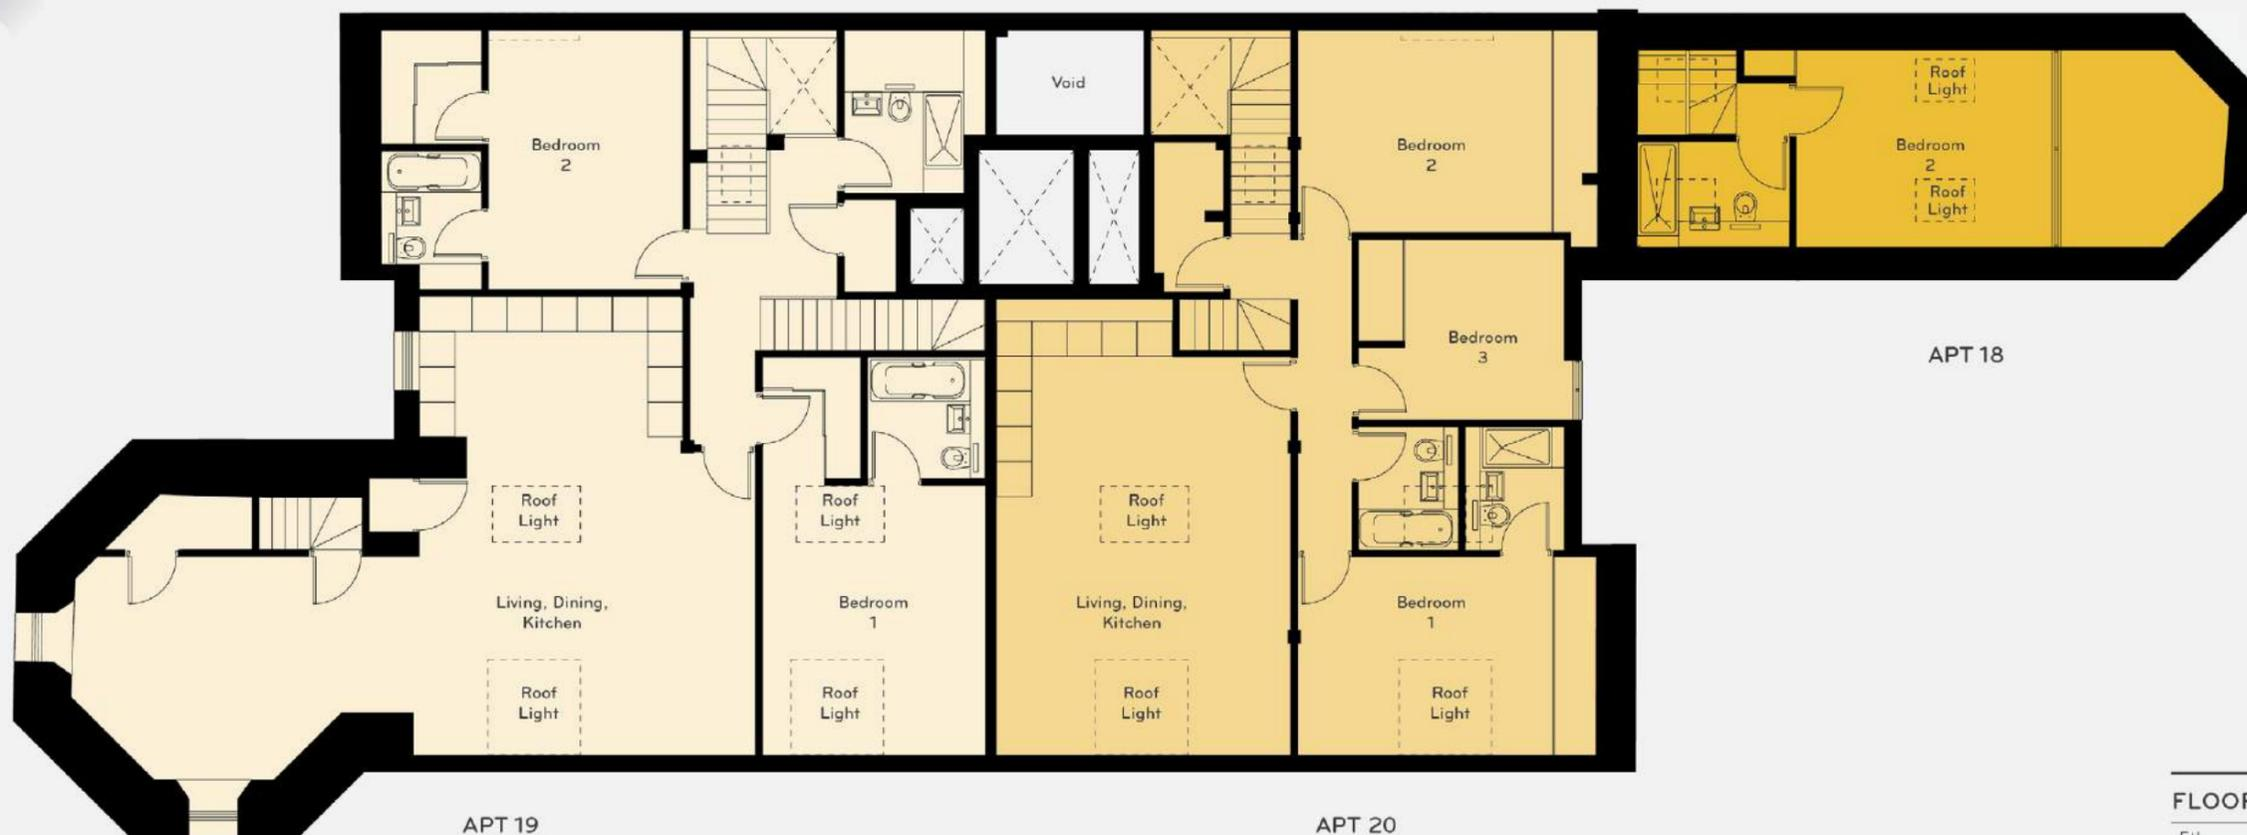 Void
Roof
Light
Bedroom
2
Bedroom
2
Bedroom
2
Roof
Light
Bedroom
3
APT 18
Roof
Light
Roof
Light
Roof
Light
Living, Dining,
Kitchen
Bedroom
1
Living, Dining,
Kitchen
Bedroom
1
Roof
Light
Roof
Light
Roof
Light
Roof
Light
APT 19
APT 20
FLOOR